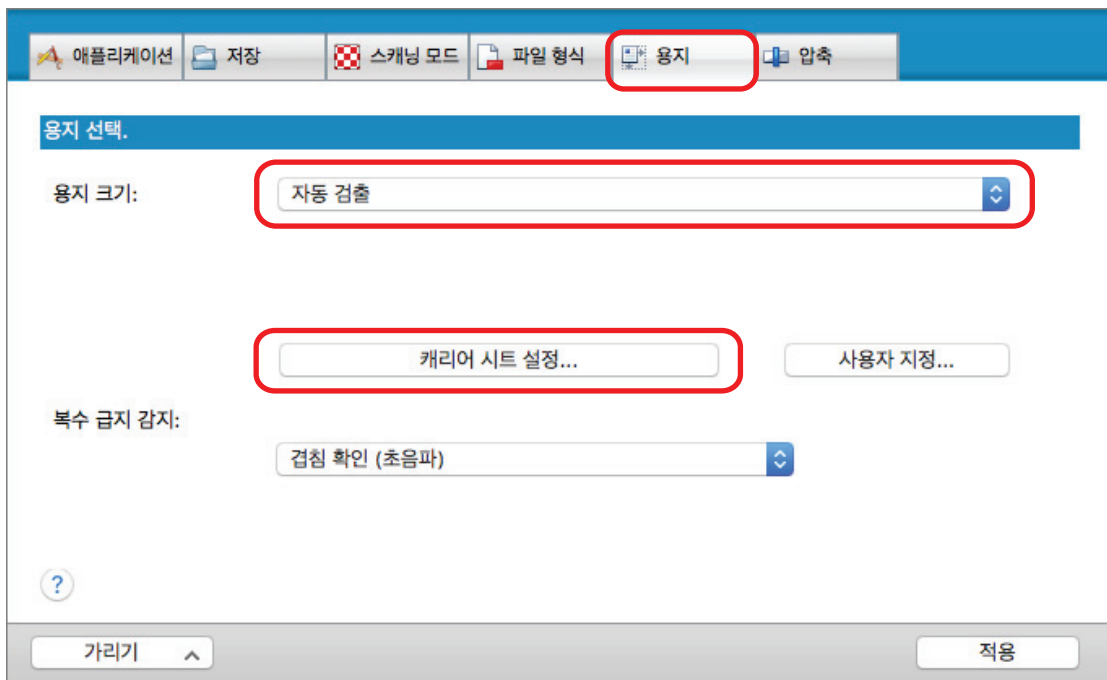 애플리케이션 저장 스캐닝 모드 파일 형식 용지 압축
용지 선택.
용지 크기: 자동 검출
캐리어 시트 설정... 사용자 지정...
복수 급지 감지:
겹침 확인 (초음파)
?
가리기 적용